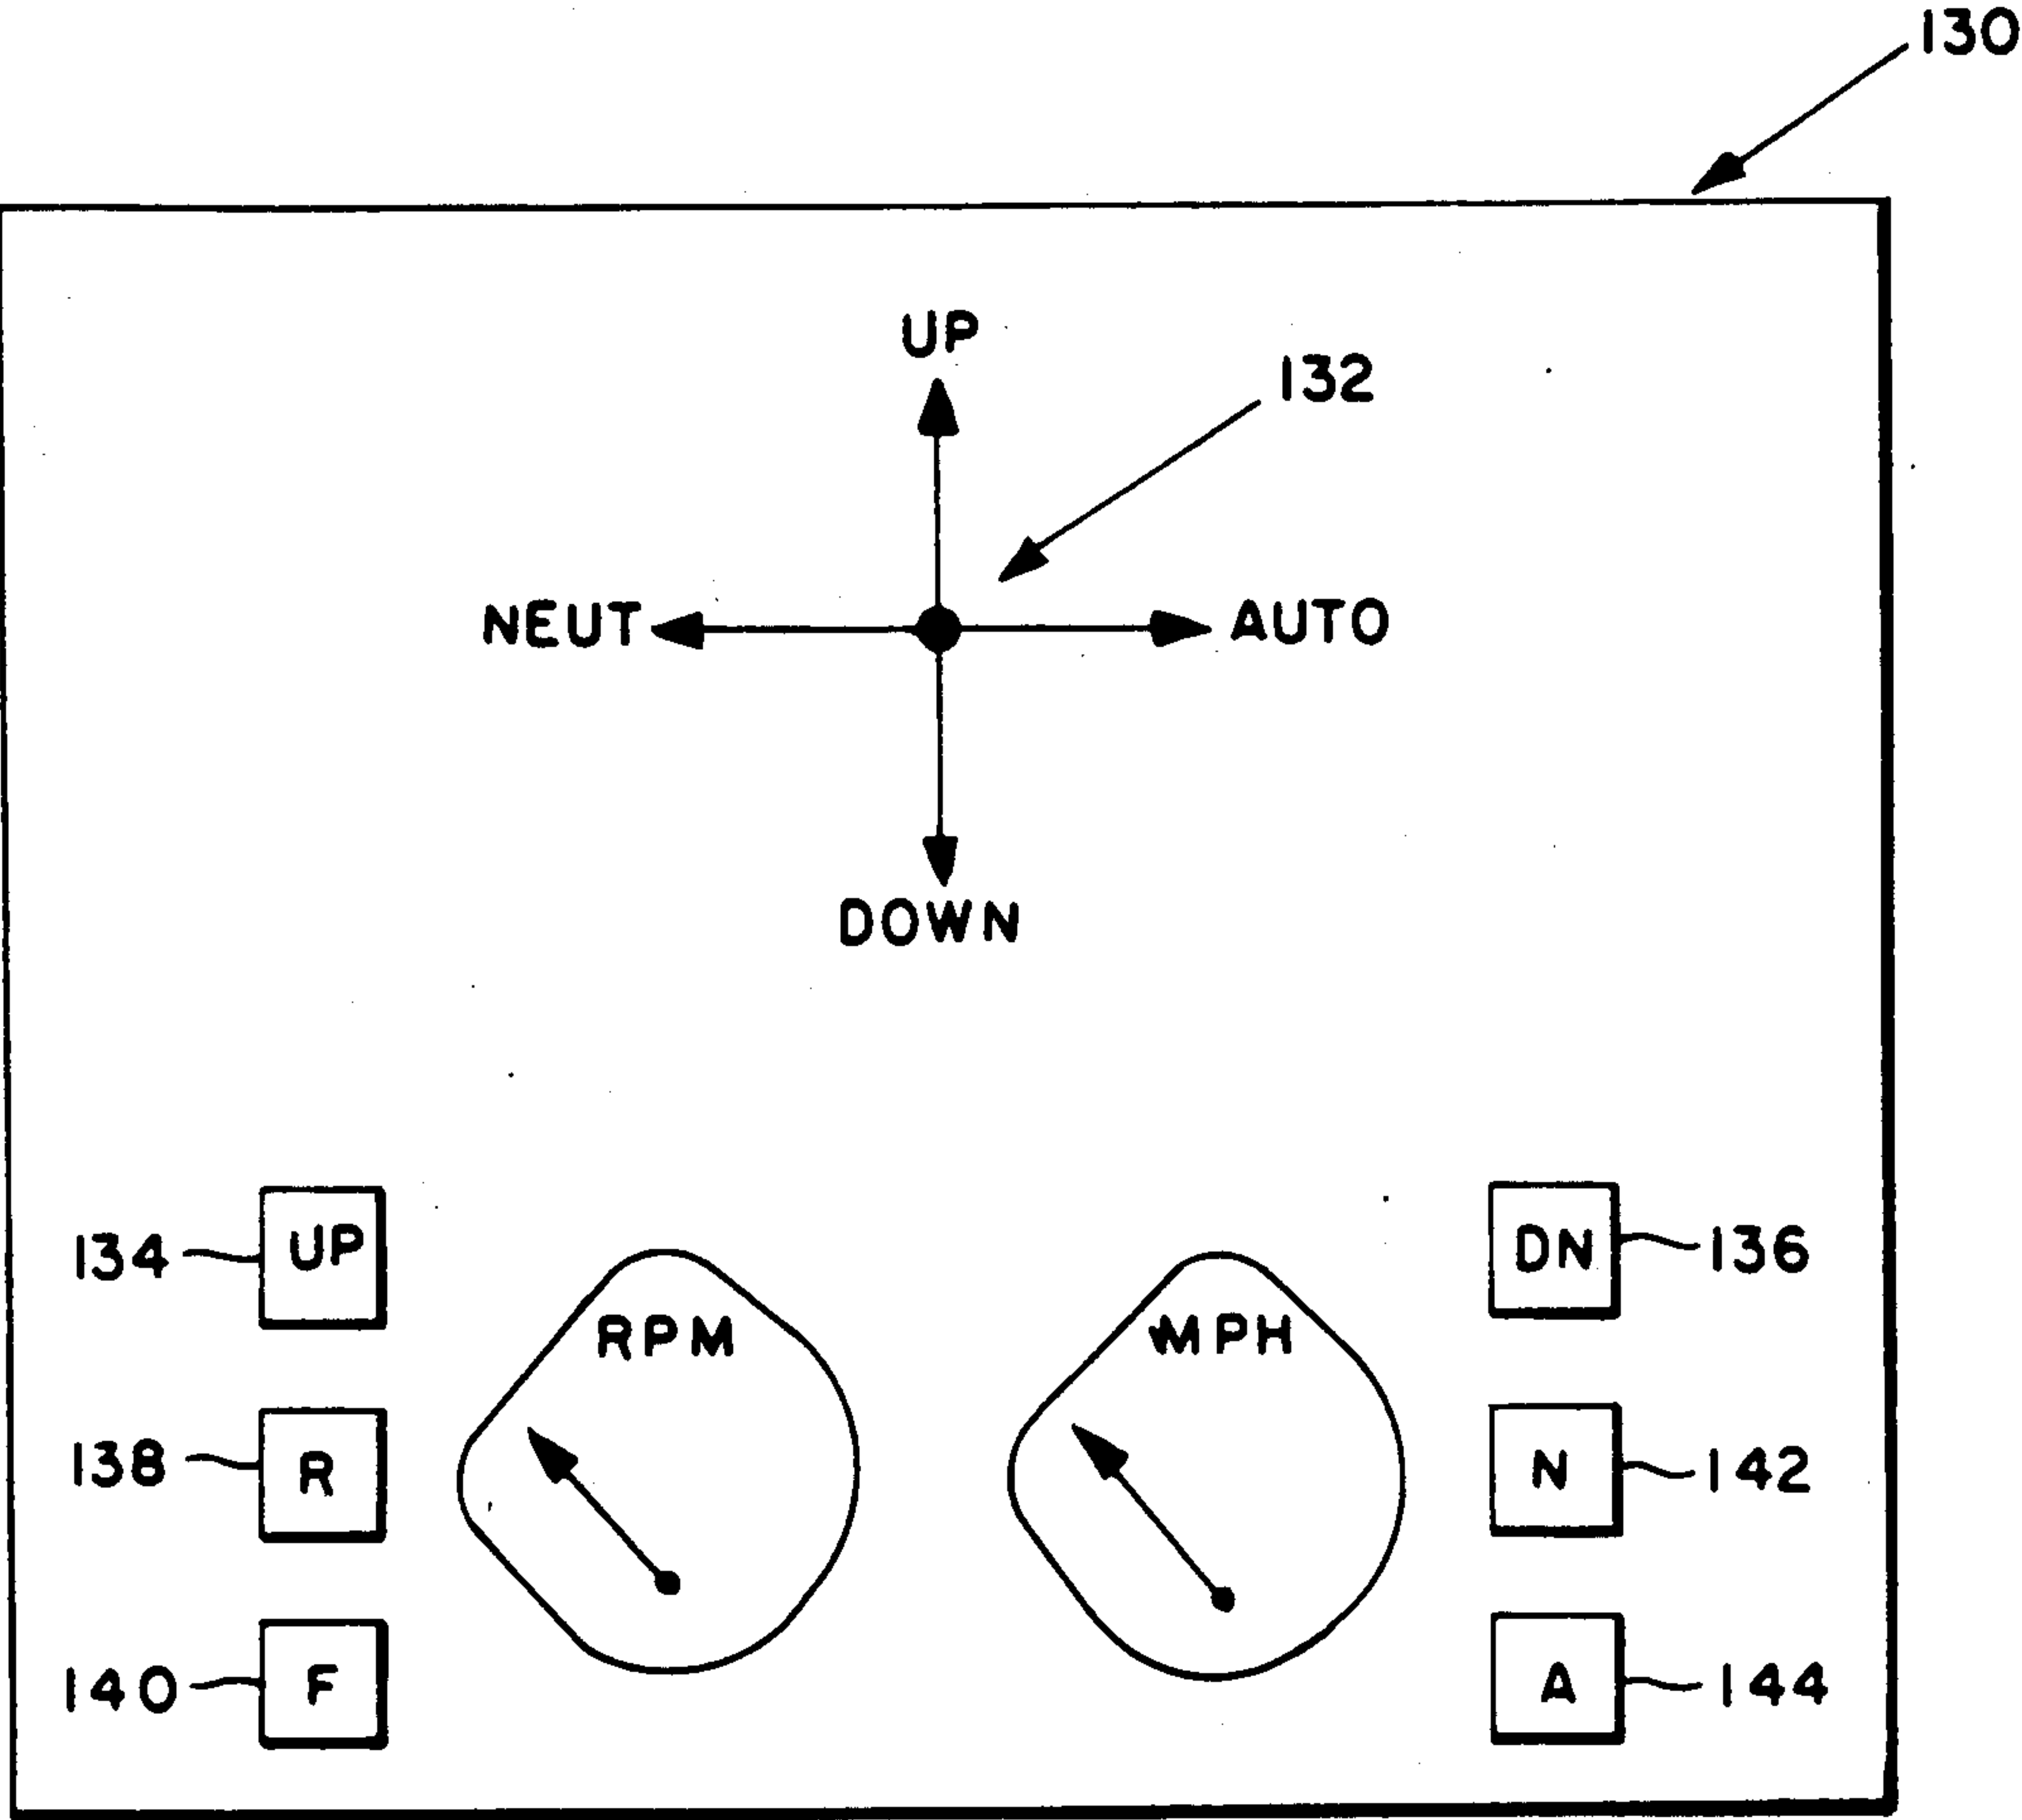 130
UP
132
NEUT AUTO
DOWN
134 UP DN 136
RPM MPH
138 R N 142
140 F A 144